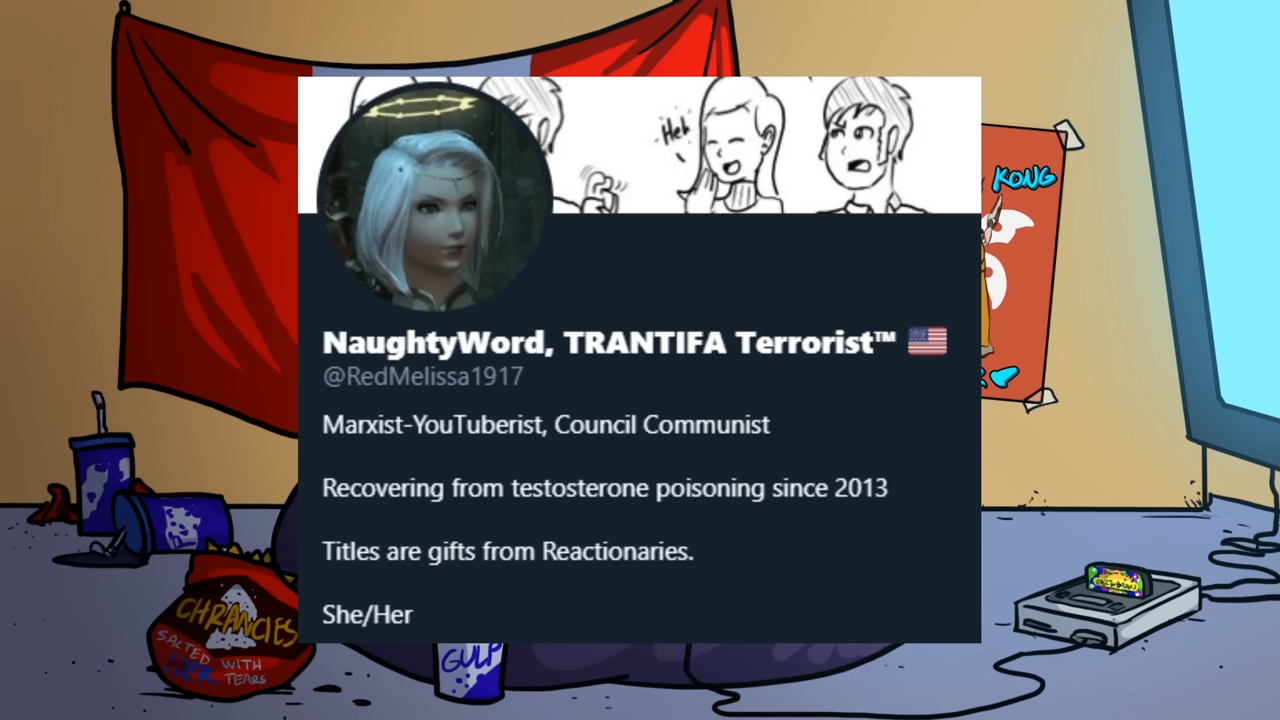 Heh
KONG
NaughtyWord, TRANTIFA Terrorist™ 🇺🇸
@RedMelissa1917
Marxist-YouTuberist, Council Communist
Recovering from testosterone poisoning since 2013
Titles are gifts from Reactionaries.
She/Her
CHRANCIES
SALTED WITH
HER TEARS
GULP